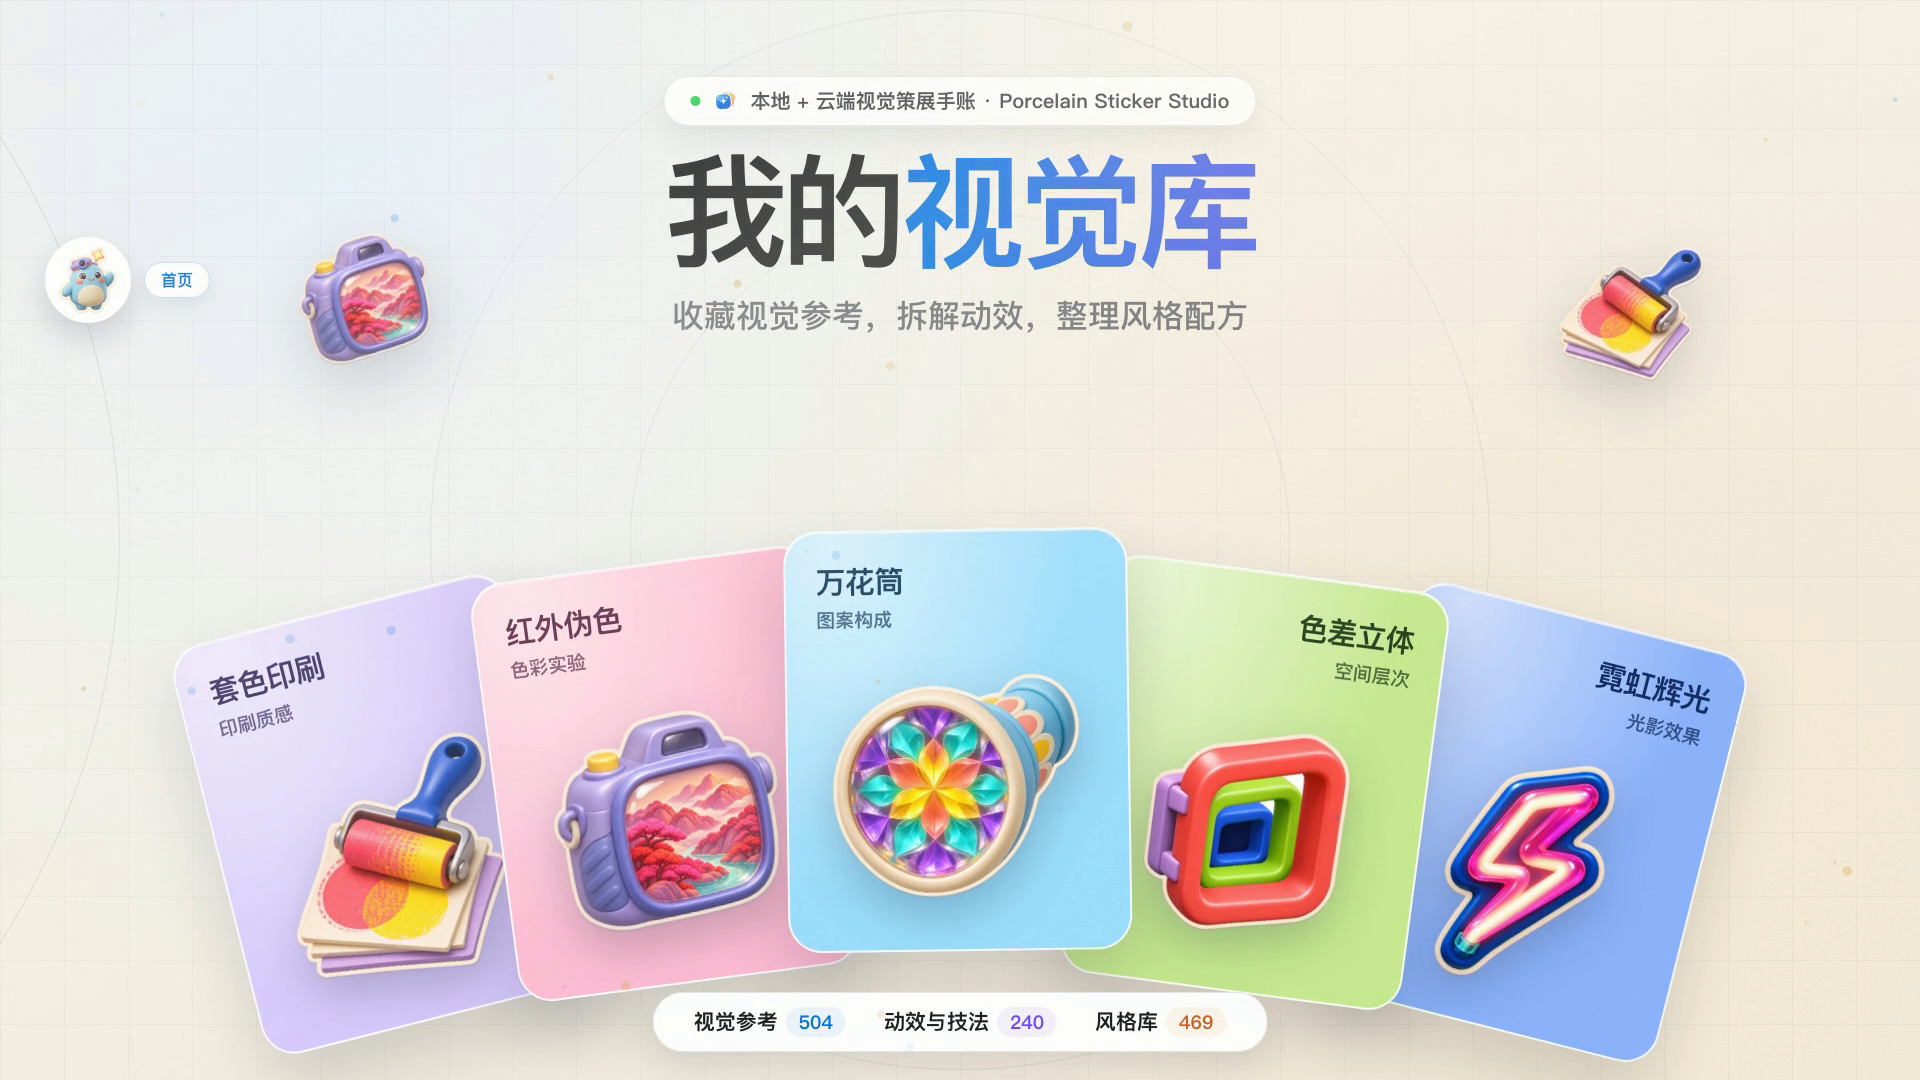 本地 + 云端视觉策展手账 · Porcelain Sticker Studio
我的视觉库
收藏视觉参考，拆解动效，整理风格配方
首页
套色印刷
印刷质感
红外伪色
色彩实验
万花筒
图案构成
色差立体
空间层次
霓虹辉光
光影效果
视觉参考 504 动效与技法 240 风格库 469